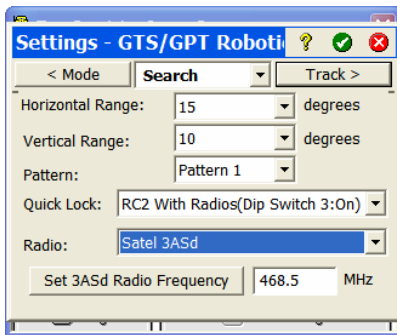 Settings - GTS/GPT Roboti
< Mode Search Track >
Horizontal Range: 15 degrees
Vertical Range: 10 degrees
Pattern: Pattern 1
Quick Lock: RC2 With Radios(Dip Switch 3:On)
Radio: Satel 3ASd
Set 3ASd Radio Frequency 468.5 MHz